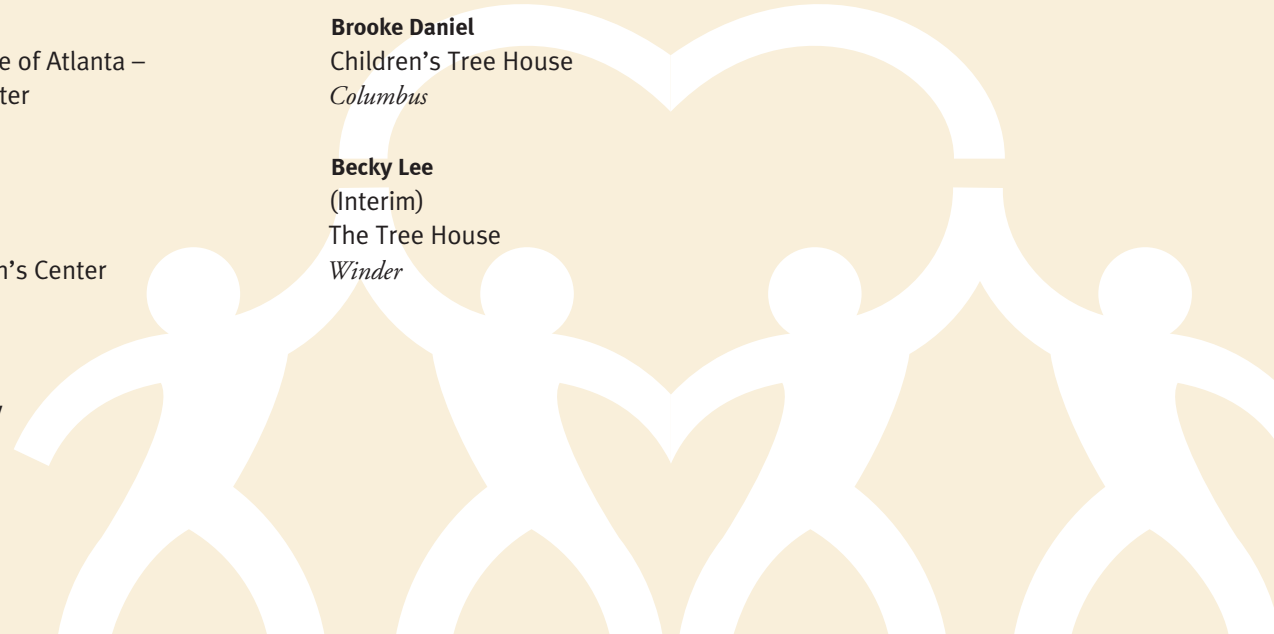 e of Atlanta –
ter
n’s Center
Brooke Daniel
Children’s Tree House
Columbus
Becky Lee
(Interim)
The Tree House
Winder